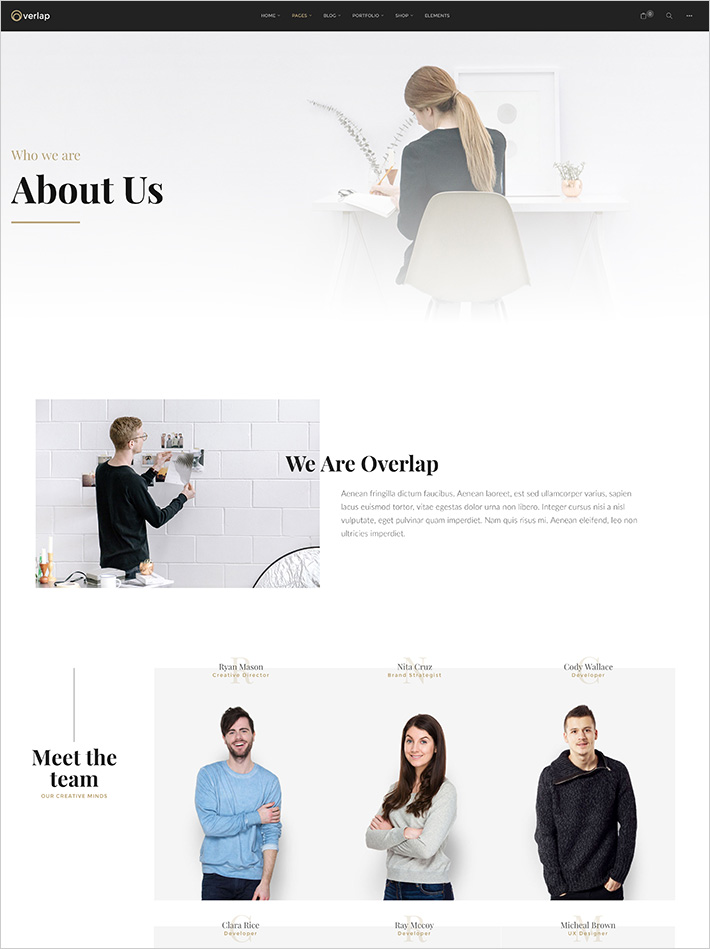 Overlap
HOME PAGES BLOG PORTFOLIO SHOP ELEMENTS
0
Who we are
About Us
We Are Overlap
Aenean fringilla dictum faucibus. Aenean laoreet, est sed ullamcorper varius, sapien
lacus euismod tortor, vitae egestas dolor urna non libero. Integer cursus nisi a nisl
vulputate, eget pulvinar quam imperdiet. Nam quis risus mi. Aenean eleifend, leo non
ultricies imperdiet.
Meet the
team
OUR CREATIVE MINDS
R
Ryan Mason
Creative Director
N
Nita Cruz
Brand Strategist
C
Cody Wallace
Developer
C
Clara Rice
Developer
R
Ray Mccoy
Developer
M
Micheal Brown
UX Designer